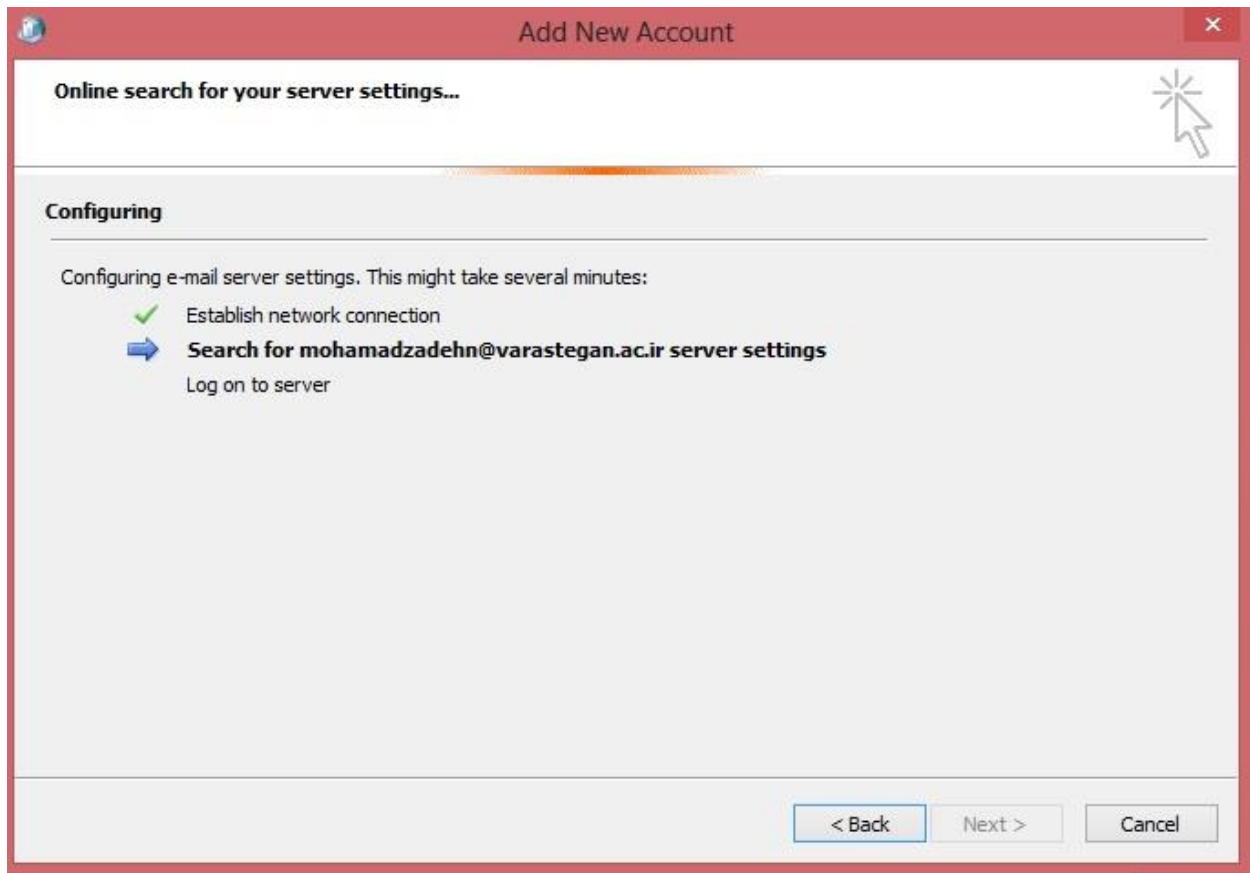 Add New Account
Online search for your server settings...
Configuring
Configuring e-mail server settings. This might take several minutes:
Establish network connection
Search for mohamadzadehn@varastegan.ac.ir server settings
Log on to server
< Back Next > Cancel